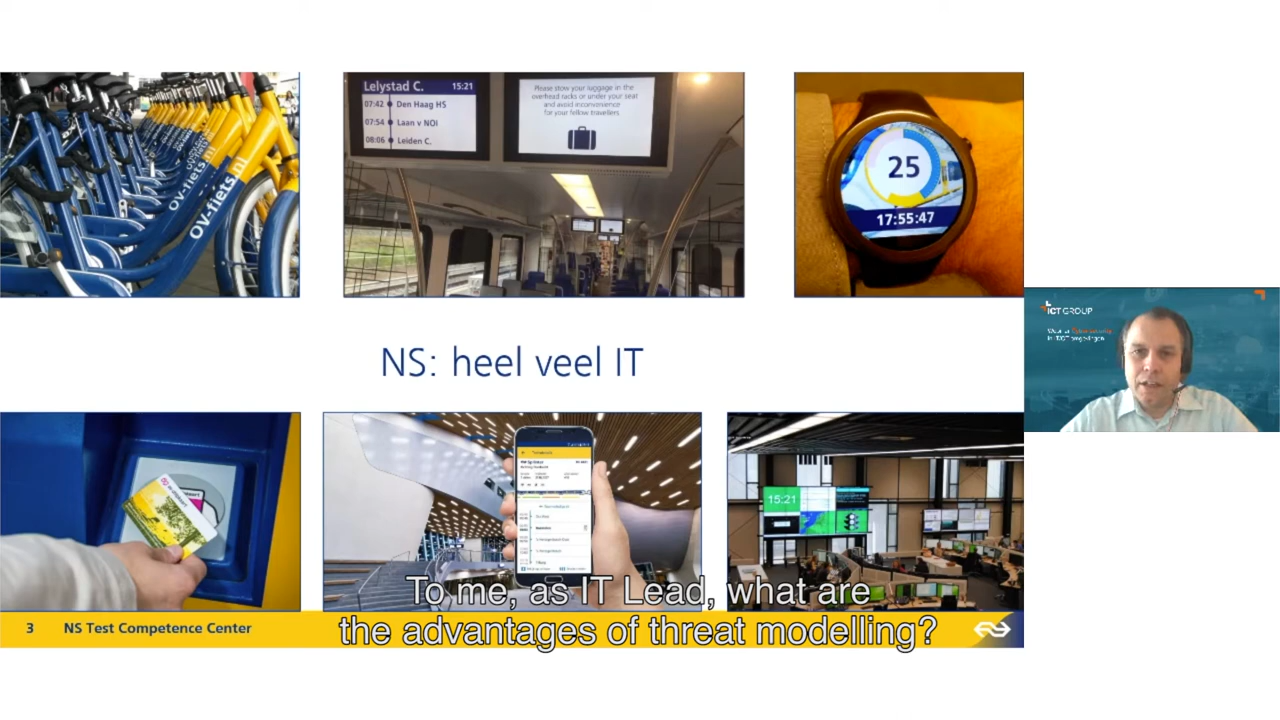 OV-fiets.nl
OV-fiets.nl
Lelystad C. 15:21
07:42 Den Haag HS
07:54 Laan v NOI
08:06 Leiden C.
Please stow your luggage in the
overhead racks or under your seat
and avoid inconvenience
for your fellow travellers
25
17:55:47
ICT GROUP
NS: heel veel IT
15:21
To me, as IT Lead, what are
the advantages of threat modelling?
3 NS Test Competence Center